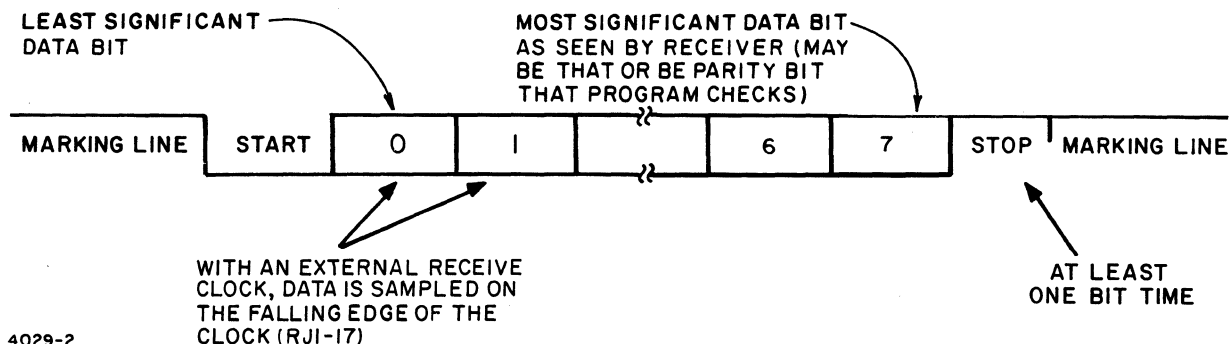 LEAST SIGNIFICANT
DATA BIT
MOST SIGNIFICANT DATA BIT
AS SEEN BY RECEIVER (MAY
BE THAT OR BE PARITY BIT
THAT PROGRAM CHECKS)
MARKING LINE START 0 1 6 7 STOP MARKING LINE
WITH AN EXTERNAL RECEIVE
CLOCK, DATA IS SAMPLED ON
THE FALLING EDGE OF THE
CLOCK (RJ1-17)
AT LEAST
ONE BIT TIME
4029-2